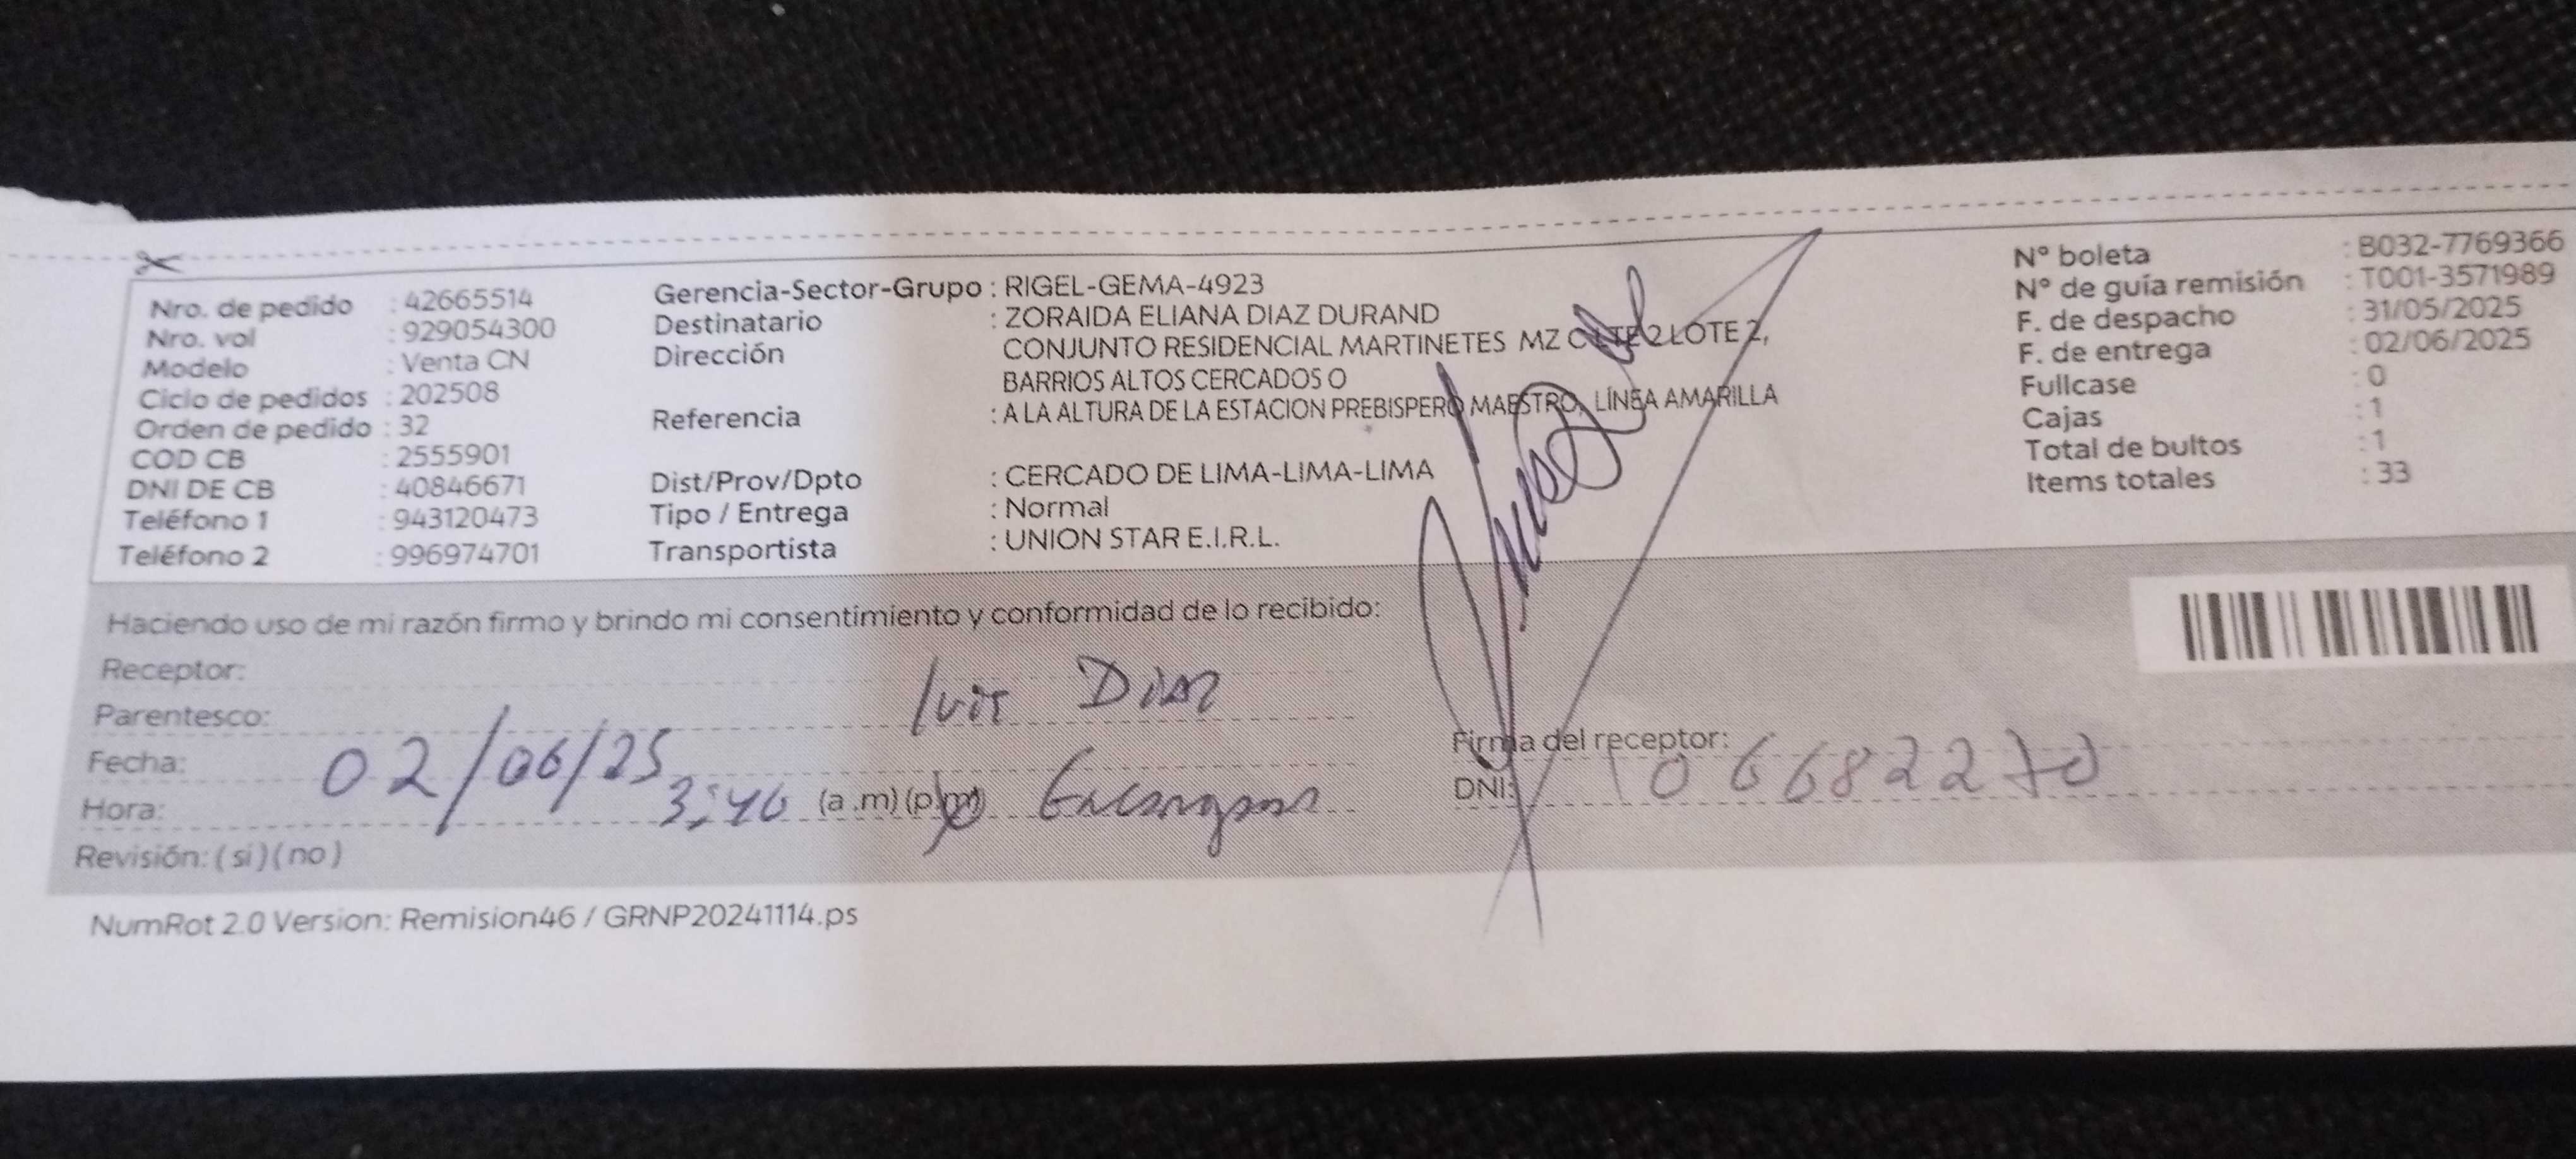 Nro. de pedido : 42665514
Nro. vol : 929054300
Modelo : Venta CN
Ciclo de pedidos : 202508
Orden de pedido : 32
COD CB : 2555901
DNI DE CB : 40846671
Teléfono 1 : 943120473
Teléfono 2 : 996974701
Gerencia-Sector-Grupo : RIGEL-GEMA-4923
Destinatario : ZORAIDA ELIANA DIAZ DURAND
Dirección CONJUNTO RESIDENCIAL MARTINETES MZ C LTE 2 LOTE 2,
BARRIOS ALTOS CERCADOS O
Referencia : A LA ALTURA DE LA ESTACION PREBISPERO MAESTRO, LÍNEA AMARILLA
Dist/Prov/Dpto : CERCADO DE LIMA-LIMA-LIMA
Tipo / Entrega : Normal
Transportista : UNION STAR E.I.R.L.
N° boleta : B032-7769366
N° de guía remisión : T001-3571989
F. de despacho : 31/05/2025
F. de entrega : 02/06/2025
Fullcase : 0
Cajas : 1
Total de bultos : 1
Items totales : 33
Haciendo uso de mi razón firmo y brindo mi consentimiento y conformidad de lo recibido:
Receptor:
Parentesco: Luis Diaz
Fecha: 02/06/25
Hora: 3:40 (a.m)(p.m)
Revisión: (si)(no)
Firma del receptor:
DNI:
NumRot 2.0 Version: Remision46 / GRNP20241114.ps